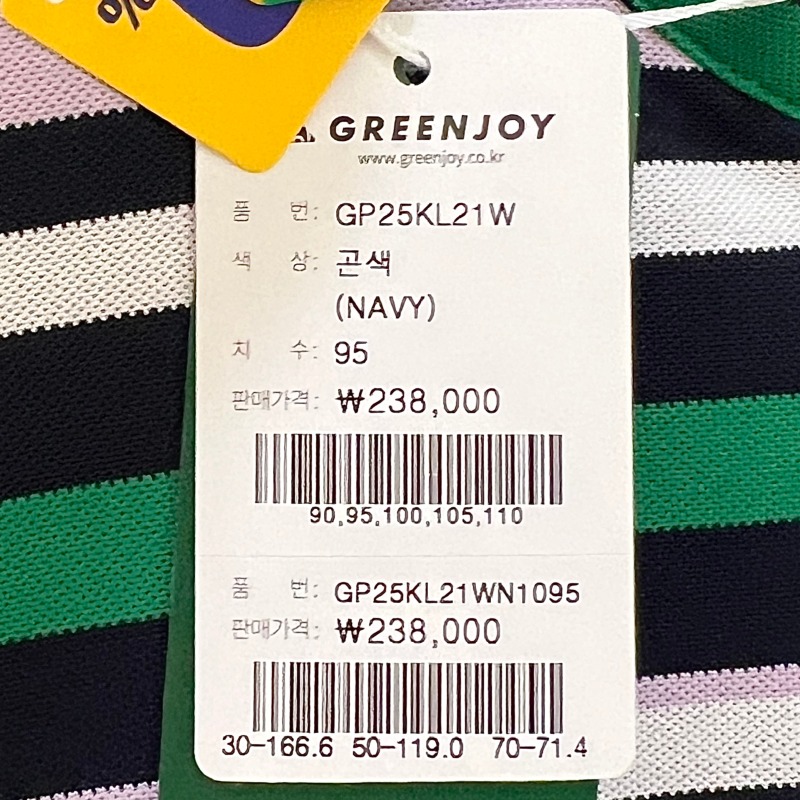 GREENJOY
www.greenjoy.co.kr
품 번: GP25KL21W
색 상: 곤색
(NAVY)
치 수: 95
판매가격: ₩238,000
90,95,100,105,110
품 번: GP25KL21WN1095
판매가격: ₩238,000
30-166.6 50-119.0 70-71.4